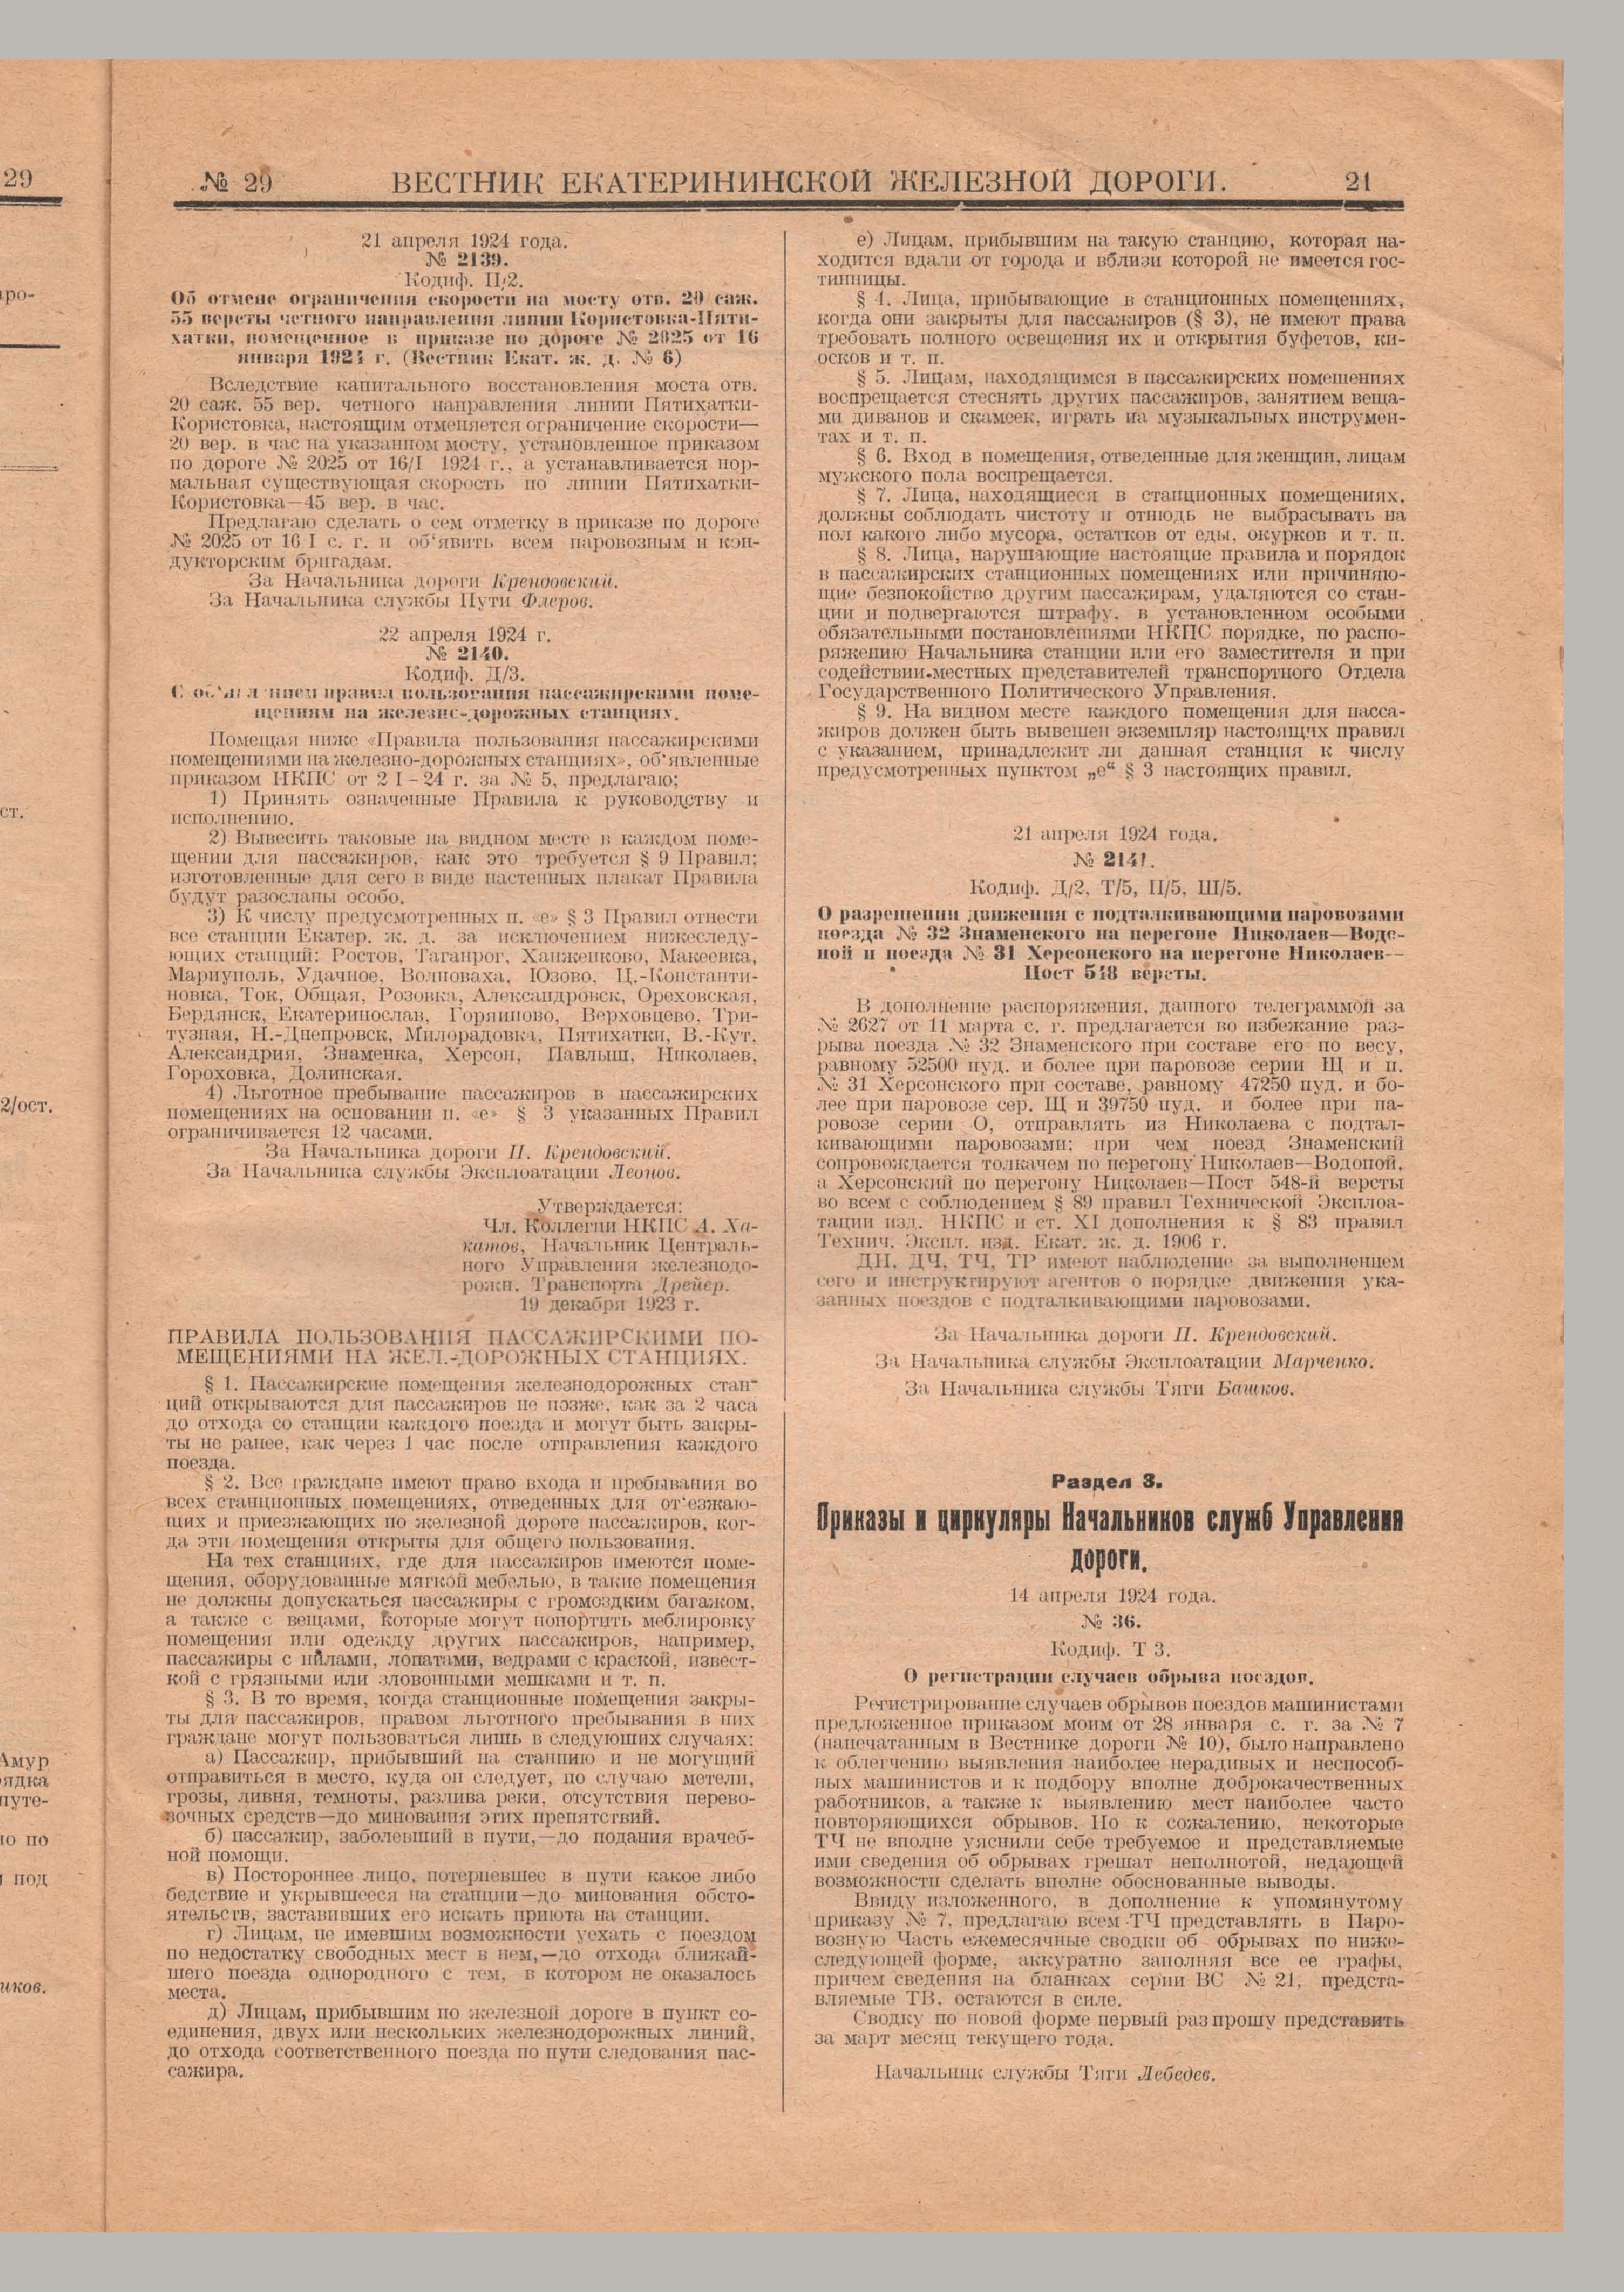 29
№ 29 ВЕСТНИК ЕКАТЕРИНИНСКОЙ ЖЕЛЕЗНОЙ ДОРОГИ. 21
21 апреля 1924 года.
№ 2139.
Кодиф. П/2.
Об отмене ограничения скорости на мосту отв. 20 саж.
55 версты четного направления линии Користовка-Пяти-
хатки, помещенное в приказе по дороге № 2025 от 16
января 1924 г. (Вестник Екат. ж. д. № 6)
Вследствие капитального восстановления моста отв.
20 саж. 55 вер. четного направления линии Пятихатки-
Користовка, настоящим отменяется ограничение скорости—
20 вер. в час на указанном мосту, установленное приказом
по дороге № 2025 от 16/I 1924 г., а устанавливается нор-
мальная существующая скорость по линии Пятихатки-
Користовка—45 вер. в час.
Предлагаю сделать о сем отметку в приказе по дороге
№ 2025 от 16 I с. г. и об‘явить всем паровозным и кон-
дукторским бригадам.
За Начальника дороги Крендовский.
За Начальника службы Пути Флеров.
22 апреля 1924 г.
№ 2140.
Кодиф. Д/3.
правил пользования пассажирскими поме-
щениям на железно-дорожных станциях.
Помещая ниже «Правила пользования пассажирскими
помещениями на железно-дорожных станциях», об‘явленные
приказом НКПС от 2 I–24 г. за № 5, предлагаю;
1) Принять означенные Правила к руководству и
исполнению.
2) Вывесить таковые на видном месте в каждом поме-
щении для пассажиров, как это требуется § 9 Правил;
изготовленные для сего в виде настенных плакат Правила
будут разосланы особо.
3) К числу предусмотренных п. «е» § 3 Правил отнести
все станции Екатер. ж. д. за исключением нижеследу-
ющих станций: Ростов, Таганрог, Ханженково, Макеевка,
Мариуполь, Удачное, Волноваха, Юзово, Ц.-Константи-
новка, Ток, Общая, Розовка, Александровск, Ореховская,
Бердянск, Екатеринослав, Горяиново, Верховцево, Три-
тузная, Н.-Днепровск, Милорадовка, Пятихатки, В.-Кут,
Александрия, Знаменка, Херсон, Павлыш, Николаев,
Гороховка, Долинская.
4) Льготное пребывание пассажиров в пассажирских
помещениях на основании п. «е» § 3 указанных Правил
ограничивается 12 часами.
За Начальника дороги П. Крендовский.
За Начальника службы Эксплоатации Леонов.
Утверждается:
Чл. Коллегии НКПС А. Ха-
катов, Начальник Централь-
ного Управления железнодо-
рожн. Транспорта Дрейер.
19 декабря 1923 г.
ПРАВИЛА ПОЛЬЗОВАНИЯ ПАССАЖИРСКИМИ ПО-
МЕЩЕНИЯМИ НА ЖЕЛ.-ДОРОЖНЫХ СТАНЦИЯХ.
§ 1. Пассажирские помещения железнодорожных стан-
ций открываются для пассажиров не позже, как за 2 часа
до отхода со станции каждого поезда и могут быть закры-
ты не ранее, как через 1 час после отправления каждого
поезда.
§ 2. Все граждане имеют право входа и пребывания во
всех станционных помещениях, отведенных для от‘езжаю-
щих и приезжающих по железной дороге пассажиров, ког-
да эти помещения открыты для общего пользования.
На тех станциях, где для пассажиров имеются поме-
щения, оборудованные мягкой мебелью, в такие помещения
не должны допускаться пассажиры с громоздким багажом,
а также с вещами, которые могут попортить меблировку
помещения или одежду других пассажиров, например,
пассажиры с пилами, лопатами, ведрами с краской, извест-
кой с грязными или зловонными мешками и т. п.
§ 3. В то время, когда станционные помещения закры-
ты для пассажиров, правом льготного пребывания в них
граждане могут пользоваться лишь в следующих случаях:
а) Пассажир, прибывший на станцию и не могущий
отправиться в место, куда он следует, по случаю метели,
грозы, ливня, темноты, разлива реки, отсутствия перево-
вочных средств—до минования этих препятствий.
б) пассажир, заболевший в пути,—до подания врачеб-
ной помощи.
в) Постороннее лицо, потерпевшее в пути какое либо
бедствие и укрывшееся на станции—до минования обсто-
ятельств, заставивших его искать приюта на станции.
г) Лицам, не имевшим возможности уехать с поездом
по недостатку свободных мест в нем,—до отхода ближай-
шего поезда однородного с тем, в котором не оказалось
места.
д) Лицам, прибывшим по железной дороге в пункт со-
единения, двух или нескольких железнодорожных линий,
до отхода соответственного поезда по пути следования пас-
сажира.
е) Лицам, прибывшим на такую станцию, которая на-
ходится вдали от города и вблизи которой не имеется гос-
тинницы.
§ 4. Лица, прибывающие в станционных помещениях,
когда они закрыты для пассажиров (§ 3), не имеют права
требовать полного освещения их и открытия буфетов, ки-
осков и т. п.
§ 5. Лицам, находящимся в пассажирских помещениях
воспрещается стеснять других пассажиров, занятием веща-
ми диванов и скамеек, играть на музыкальных инструмен-
тах и т. п.
§ 6. Вход в помещения, отведенные для женщин, лицам
мужского пола воспрещается.
§ 7. Лица, находящиеся в станционных помещениях,
должны соблюдать чистоту и отнюдь не выбрасывать на
пол какого либо мусора, остатков от еды, окурков и т. п.
§ 8. Лица, нарушающие настоящие правила и порядок
в пассажирских станционных помещениях или причиняю-
щие безпокойство другим пассажирам, удаляются со стан-
ции и подвергаются штрафу, в установленном особыми
обязательными постановлениями НКПС порядке, по распо-
ряжению Начальника станции или его заместителя и при
содействии местных представителей транспортного Отдела
Государственного Политического Управления.
§ 9. На видном месте каждого помещения для пасса-
жиров должен быть вывешен экземпляр настоящих правил
с указанием, принадлежит ли данная станция к числу
предусмотренных пунктом „е“ § 3 настоящих правил.
21 апреля 1924 года.
№ 2141.
Кодиф. Д/2, Т/5, П/5, Ш/5.
О разрешении движения с подталкивающими паровозами
поезда № 32 Знаменского на перегоне Николаев—Водо-
пой и поезда № 31 Херсонского на перегоне Николаев--
Пост 548 версты.
В дополнение распоряжения, данного телеграммой за
№ 2627 от 11 марта с. г. предлагается во избежание раз-
рыва поезда № 32 Знаменского при составе его по весу,
равному 52500 пуд. и более при паровозе серии Щ и п.
№ 31 Херсонского при составе, равному 47250 пуд. и бо-
лее при паровозе сер. Щ и 39750 пуд. и более при па-
ровозе серии О, отправлять из Николаева с подтал-
кивающими паровозами; при чем поезд Знаменский
сопровождается толкачем по перегону Николаев—Водопой,
а Херсонский по перегону Николаев—Пост 548-й версты
во всем с соблюдением § 89 правил Технической Эксплоа-
тации изд. НКПС и ст. XI дополнения к § 83 правил
Технич. Экспл. изд. Екат. ж. д. 1906 г.
ДН, ДЧ, ТЧ, ТР имеют наблюдение за выполнением
сего и инструктируют агентов о порядке движения ука-
занных поездов с подталкивающими паровозами.
За Начальника дороги П. Крендовский.
За Начальника службы Эксплоатации Марченко.
За Начальника службы Тяги Башков.
Раздел 3.
Приказы и циркуляры Начальников служб Управления
дороги.
14 апреля 1924 года.
№ 36.
Кодиф. Т 3.
О регистрации случаев обрыва поездов.
Регистрирование случаев обрывов поездов машинистами
предложенное приказом моим от 28 января с. г. за № 7
(напечатанным в Вестнике дороги № 10), было направлено
к облегчению выявления наиболее нерадивых и неспособ-
ных машинистов и к подбору вполне доброкачественных
работников, а также к выявлению мест наиболее часто
повторяющихся обрывов. Но к сожалению, некоторые
ТЧ не вполне уяснили себе требуемое и представляемые
ими сведения об обрывах грешат неполнотой, недающей
возможности сделать вполне обоснованные выводы.
Ввиду изложенного, в дополнение к упомянутому
приказу № 7, предлагаю всем ТЧ представлять в Паро-
возную Часть ежемесячные сводки об обрывах по ниже-
следующей форме, аккуратно заполняя все ее графы,
причем сведения на бланках серии ВС № 21, предста-
вляемые ТВ, остаются в силе.
Сводку по новой форме первый раз прошу представить
за март месяц текущего года.
Начальник службы Тяги Лебедев.